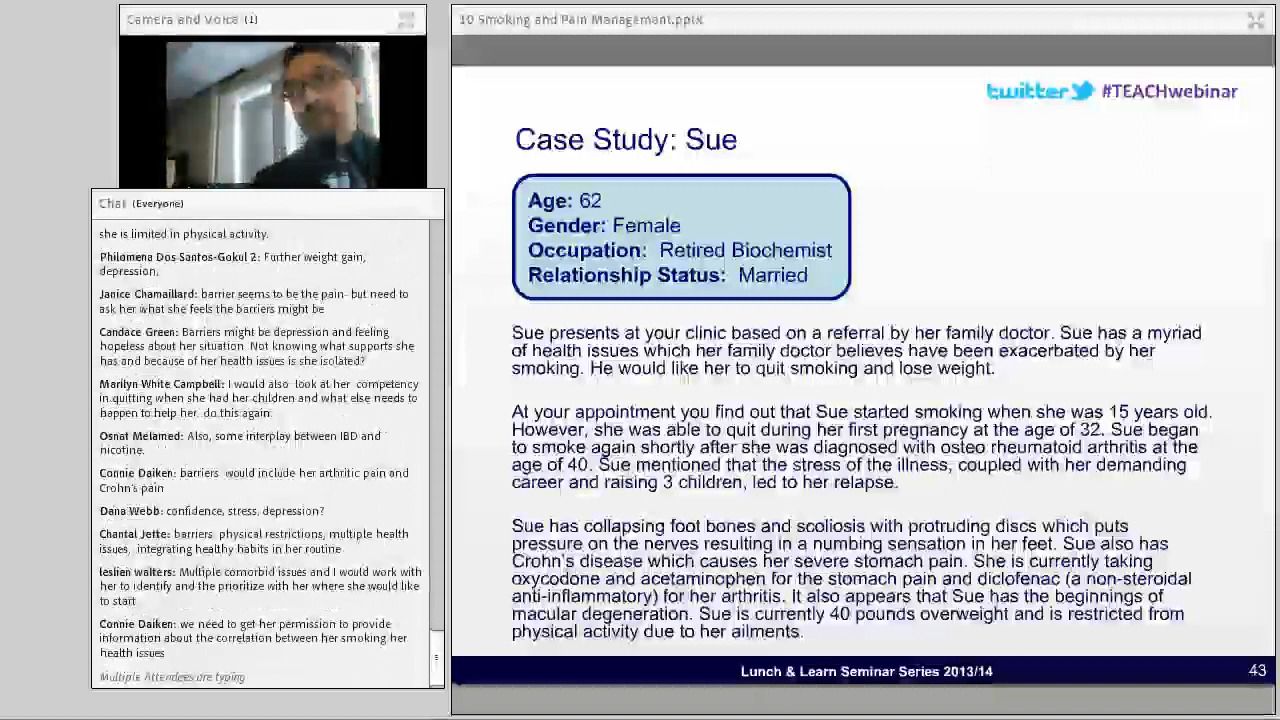 Camera and Voice (1)
10 Smoking and Pain Management.pptx
twitter #TEACHwebinar
Case Study: Sue
Age: 62
Gender: Female
Occupation: Retired Biochemist
Relationship Status: Married
Sue presents at your clinic based on a referral by her family doctor. Sue has a myriad
of health issues which her family doctor believes have been exacerbated by her
smoking. He would like her to quit smoking and lose weight.
At your appointment you find out that Sue started smoking when she was 15 years old.
However, she was able to quit during her first pregnancy at the age of 32. Sue began
to smoke again shortly after she was diagnosed with osteo rheumatoid arthritis at the
age of 40. Sue mentioned that the stress of the illness, coupled with her demanding
career and raising 3 children, led to her relapse.
Sue has collapsing foot bones and scoliosis with protruding discs which puts
pressure on the nerves resulting in a numbing sensation in her feet. Sue also has
Crohn's disease which causes her severe stomach pain. She is currently taking
oxycodone and acetaminophen for the stomach pain and diclofenac (a non-steroidal
anti-inflammatory) for her arthritis. It also appears that Sue has the beginnings of
macular degeneration. Sue is currently 40 pounds overweight and is restricted from
physical activity due to her ailments.
Lunch & Learn Seminar Series 2013/14
43
Chat (Everyone)
she is limited in physical activity.
Philomena Dos Santos-Gokul 2: Further weight gain,
depression,
Janice Chamaillard: barrier seems to be the pain- but need to
ask her what she feels the barriers might be
Candace Green: Barriers might be depression and feeling
hopeless about her situation. Not knowing what supports she
has and because of her health issues is she isolated?
Marilyn White Campbell: I would also look at her competency
in quitting when she had her children and what else needs to
happen to help her do this again.
Osnat Melamed: Also, some interplay between IBD and
nicotine.
Connie Daiken: barriers would include her arthritic pain and
Crohn's pain
Dana Webb: confidence, stress, depression?
Chantal Jette: barriers physical restrictions, multiple health
issues, integrating healthy habits in her routine
leslien walters: Multiple comorbid issues and I would work with
her to identify and the prioritize with her where she would like
to start
Connie Daiken: we need to get her permission to provide
information about the correlation between her smoking her
health issues
Multiple Attendees are typing